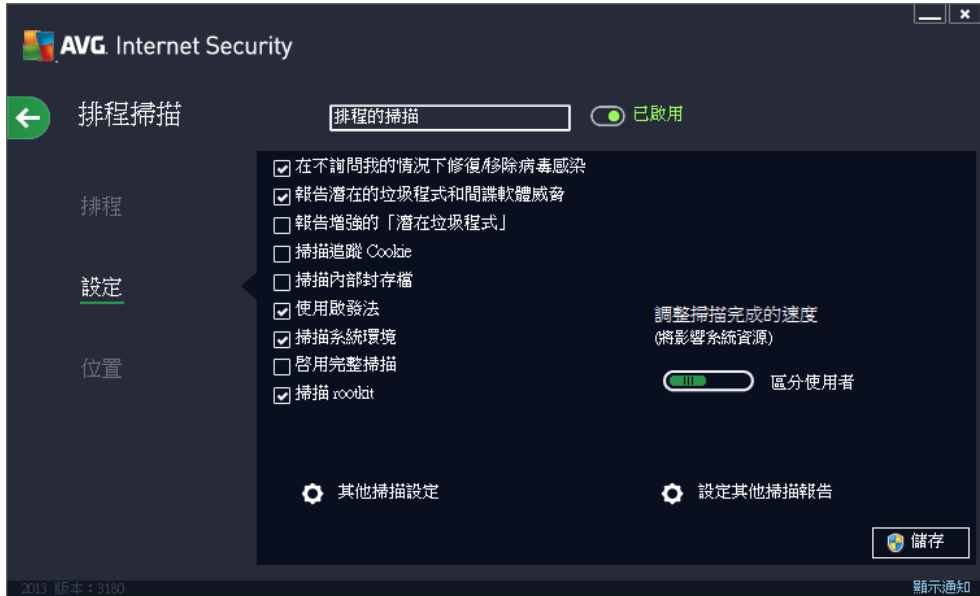 AVG. Internet Security
排程掃描
排程的掃描
已啟用
排程
設定
位置
在不詢問我的情況下修復/移除病毒感染
報告潛在的垃圾程式和間諜軟體威脅
報告增強的「潛在垃圾程式」
掃描追蹤 Cookie
掃描內部封存檔
使用啟發法
掃描系統環境
啓用完整掃描
掃描 rootkit
調整掃描完成的速度
(將影響系統資源)
區分使用者
其他掃描設定
設定其他掃描報告
儲存
2013 版本：3180
顯示通知